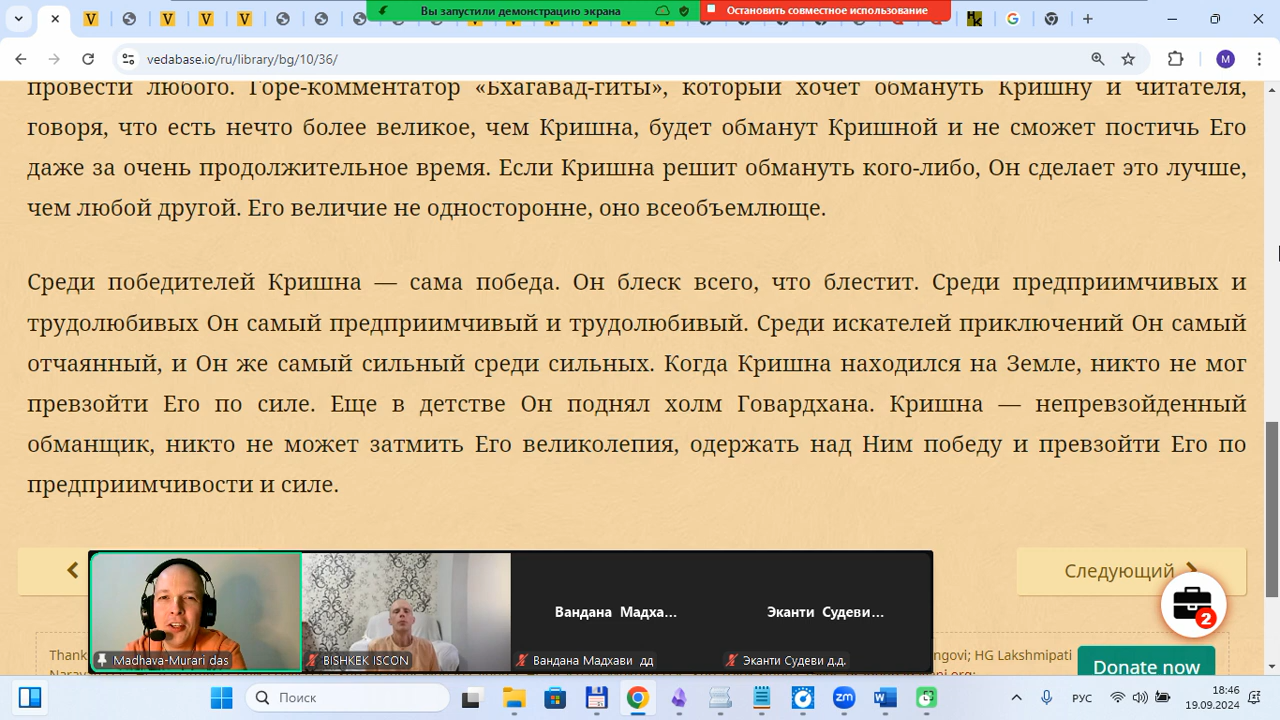 Вы запустили демонстрацию экрана
Остановить совместное использование
vedabase.io/ru/library/bg/10/36/
M
провести любого. Горе-комментатор «Бхагавад-гиты», который хочет обмануть Кришну и читателя,
говоря, что есть нечто более великое, чем Кришна, будет обманут Кришной и не сможет постичь Его
даже за очень продолжительное время. Если Кришна решит обмануть кого-либо, Он сделает это лучше,
чем любой другой. Его величие не односторонне, оно всеобъемлюще.
Среди победителей Кришна — сама победа. Он блеск всего, что блестит. Среди предприимчивых и
трудолюбивых Он самый предприимчивый и трудолюбивый. Среди искателей приключений Он самый
отчаянный, и Он же самый сильный среди сильных. Когда Кришна находился на Земле, никто не мог
превзойти Его по силе. Еще в детстве Он поднял холм Говардхана. Кришна — непревзойденный
обманщик, никто не может затмить Его великолепия, одержать над Ним победу и превзойти Его по
предприимчивости и силе.
Следующий
2
Вандана Мадха...
Эканти Судеви...
Madhava-Murari das
BISHKEK ISCON
Вандана Мадхави дд
Эканти Судеви д.д.
Thank
ngovi; HG Lakshmipati
Donate now
Поиск
zm
РУС
18:46
19.09.2024